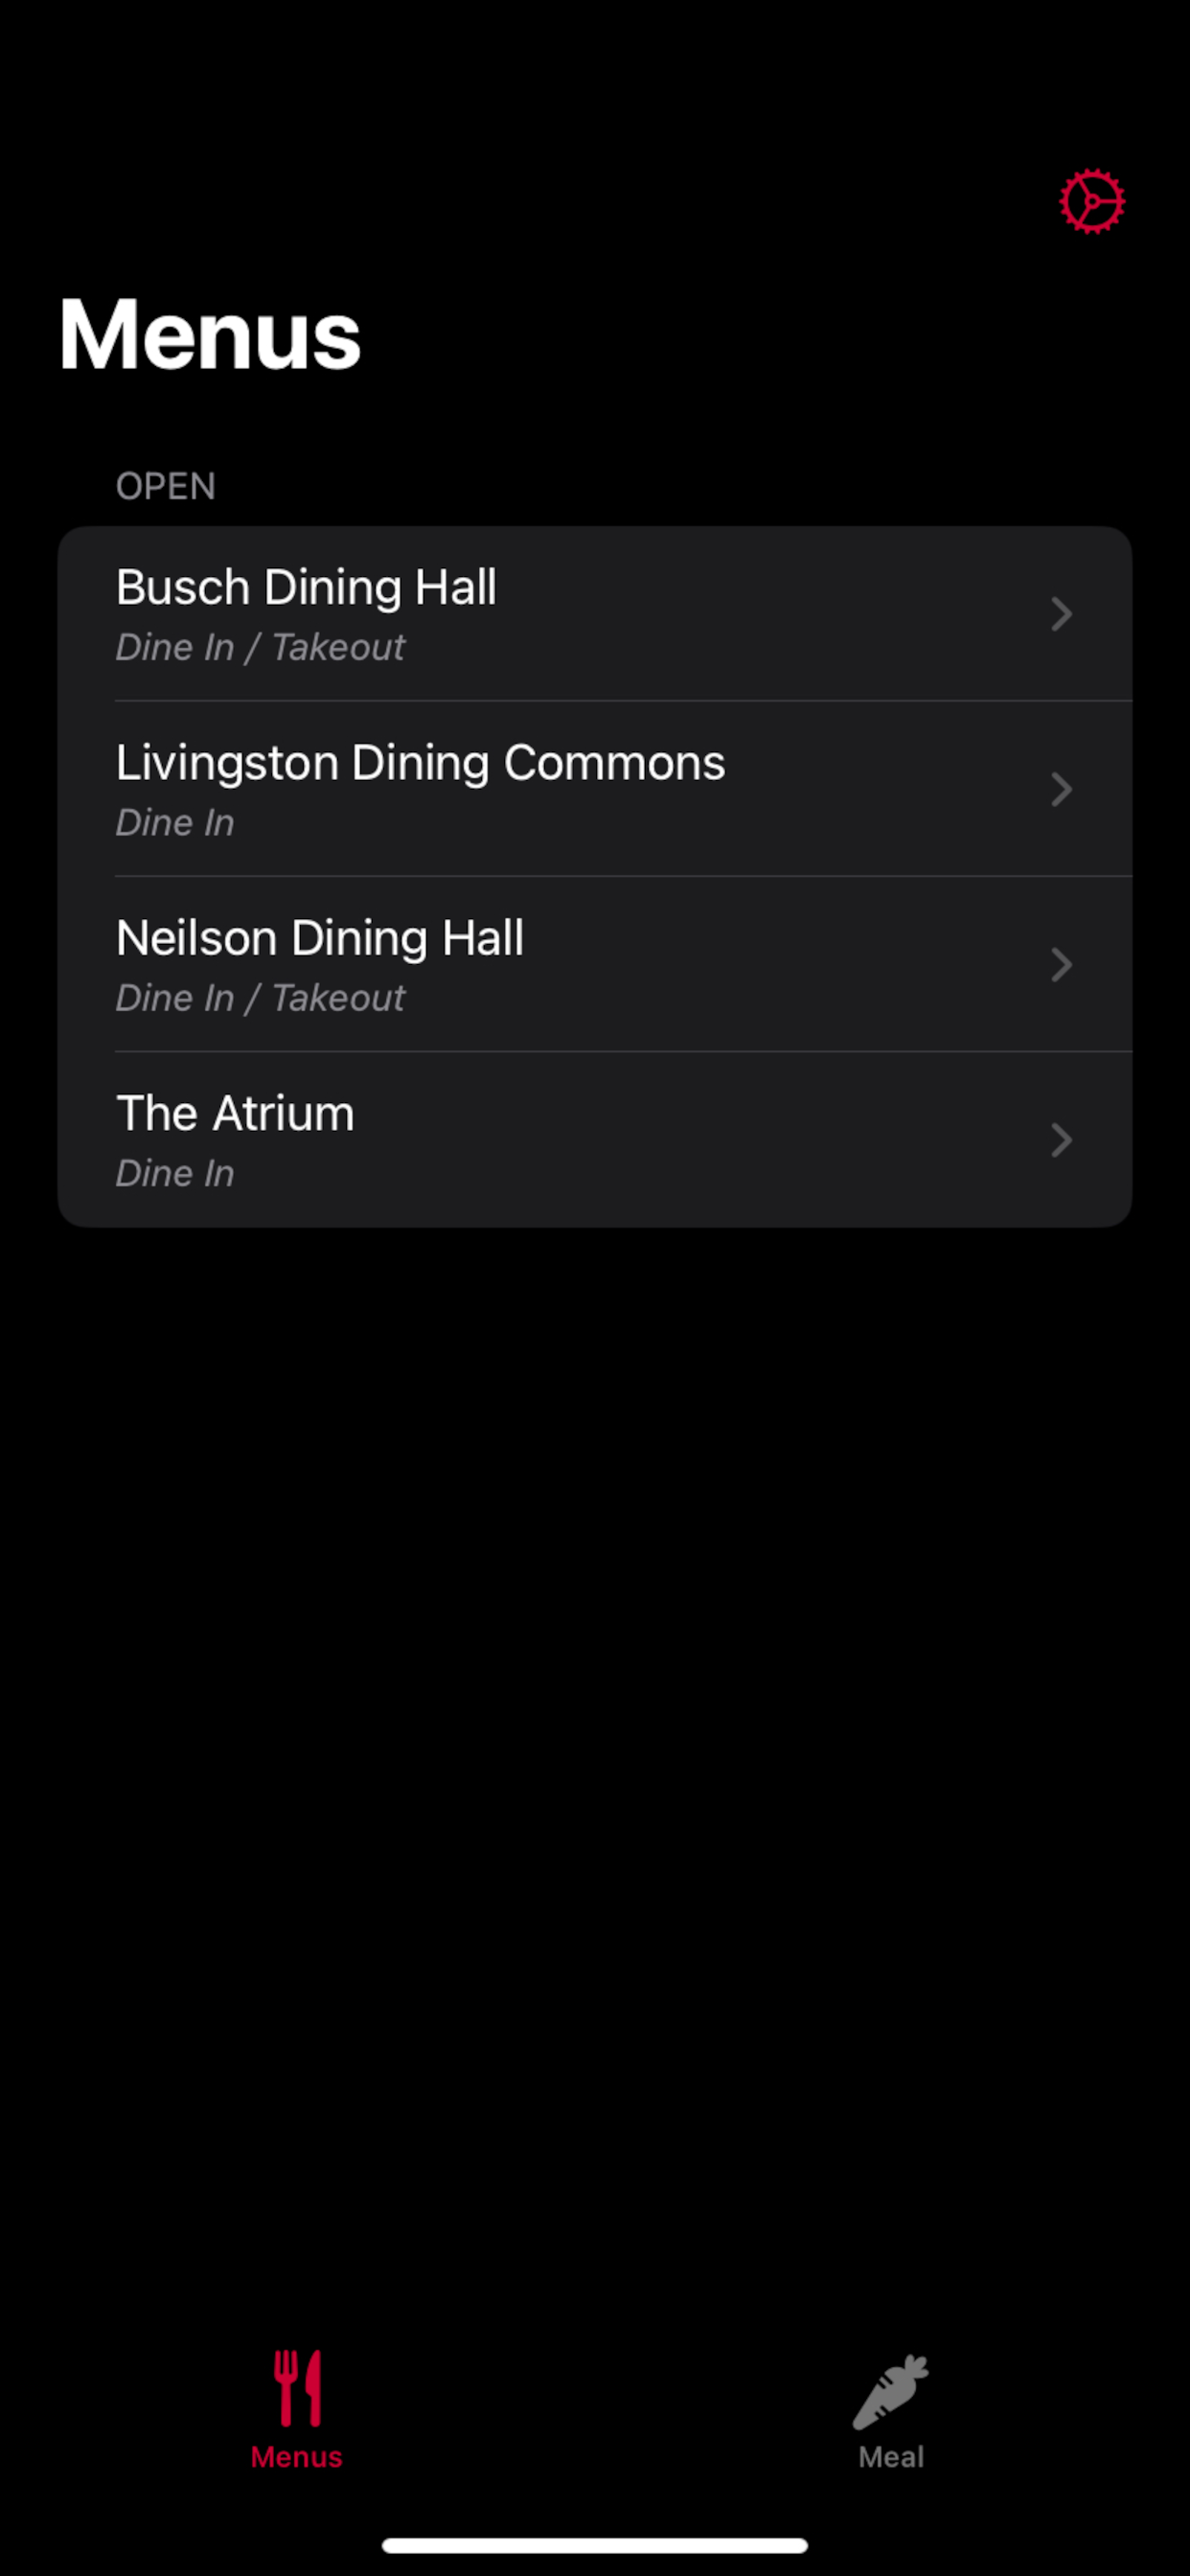 Menus
OPEN
Busch Dining Hall
Dine In / Takeout
Livingston Dining Commons
Dine In
Neilson Dining Hall
Dine In / Takeout
The Atrium
Dine In
Menus
Meal